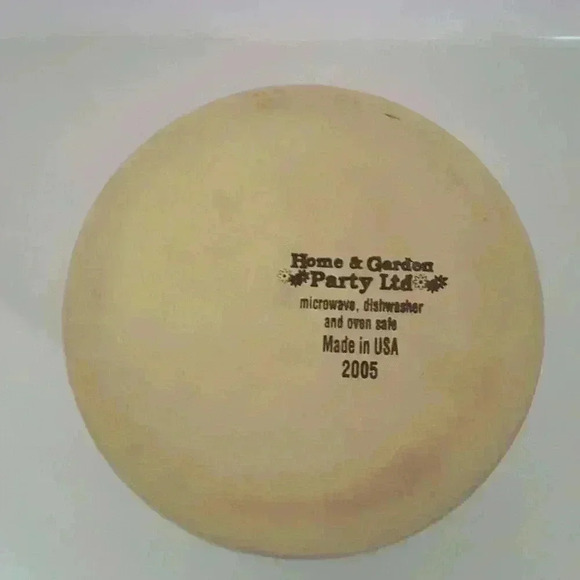 Home & Garden
Party Ltd
microwave, dishwasher
and oven safe
Made in USA
2005